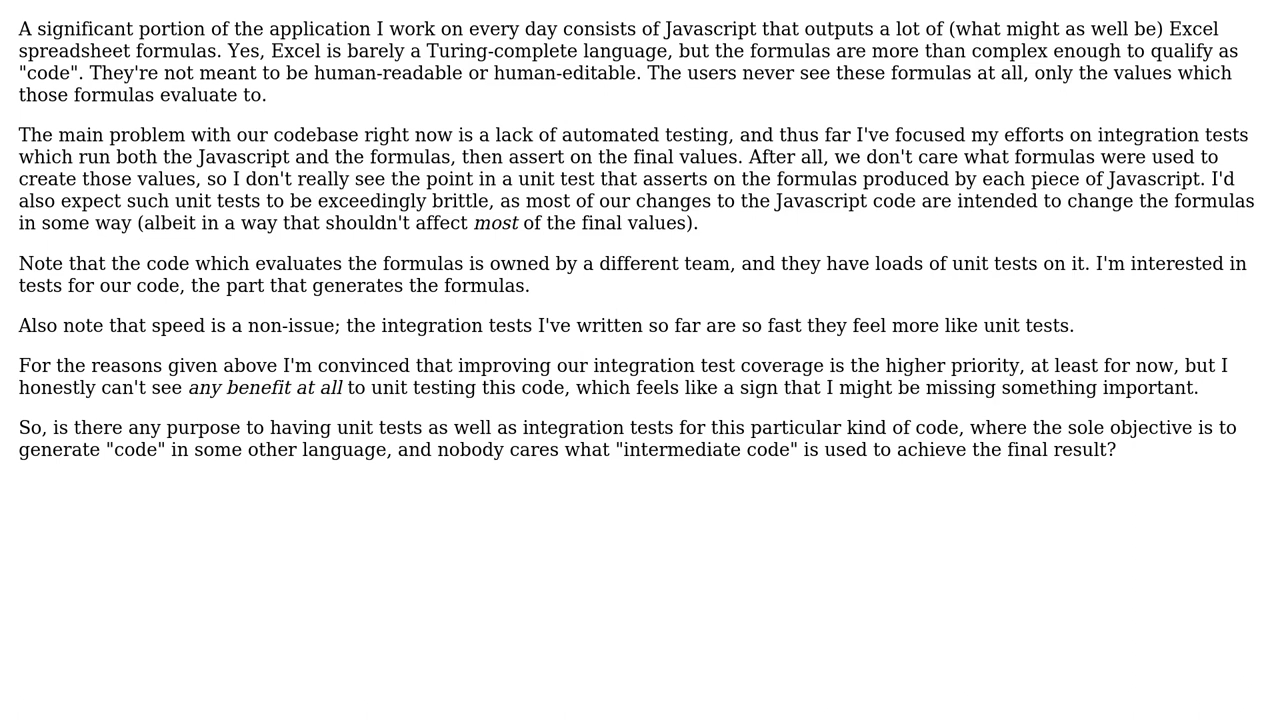 A significant portion of the application I work on every day consists of Javascript that outputs a lot of (what might as well be) Excel
spreadsheet formulas. Yes, Excel is barely a Turing-complete language, but the formulas are more than complex enough to qualify as
"code". They're not meant to be human-readable or human-editable. The users never see these formulas at all, only the values which
those formulas evaluate to.
The main problem with our codebase right now is a lack of automated testing, and thus far I've focused my efforts on integration tests
which run both the Javascript and the formulas, then assert on the final values. After all, we don't care what formulas were used to
create those values, so I don't really see the point in a unit test that asserts on the formulas produced by each piece of Javascript. I'd
also expect such unit tests to be exceedingly brittle, as most of our changes to the Javascript code are intended to change the formulas
in some way (albeit in a way that shouldn't affect most of the final values).
Note that the code which evaluates the formulas is owned by a different team, and they have loads of unit tests on it. I'm interested in
tests for our code, the part that generates the formulas.
Also note that speed is a non-issue; the integration tests I've written so far are so fast they feel more like unit tests.
For the reasons given above I'm convinced that improving our integration test coverage is the higher priority, at least for now, but I
honestly can't see any benefit at all to unit testing this code, which feels like a sign that I might be missing something important.
So, is there any purpose to having unit tests as well as integration tests for this particular kind of code, where the sole objective is to
generate "code" in some other language, and nobody cares what "intermediate code" is used to achieve the final result?